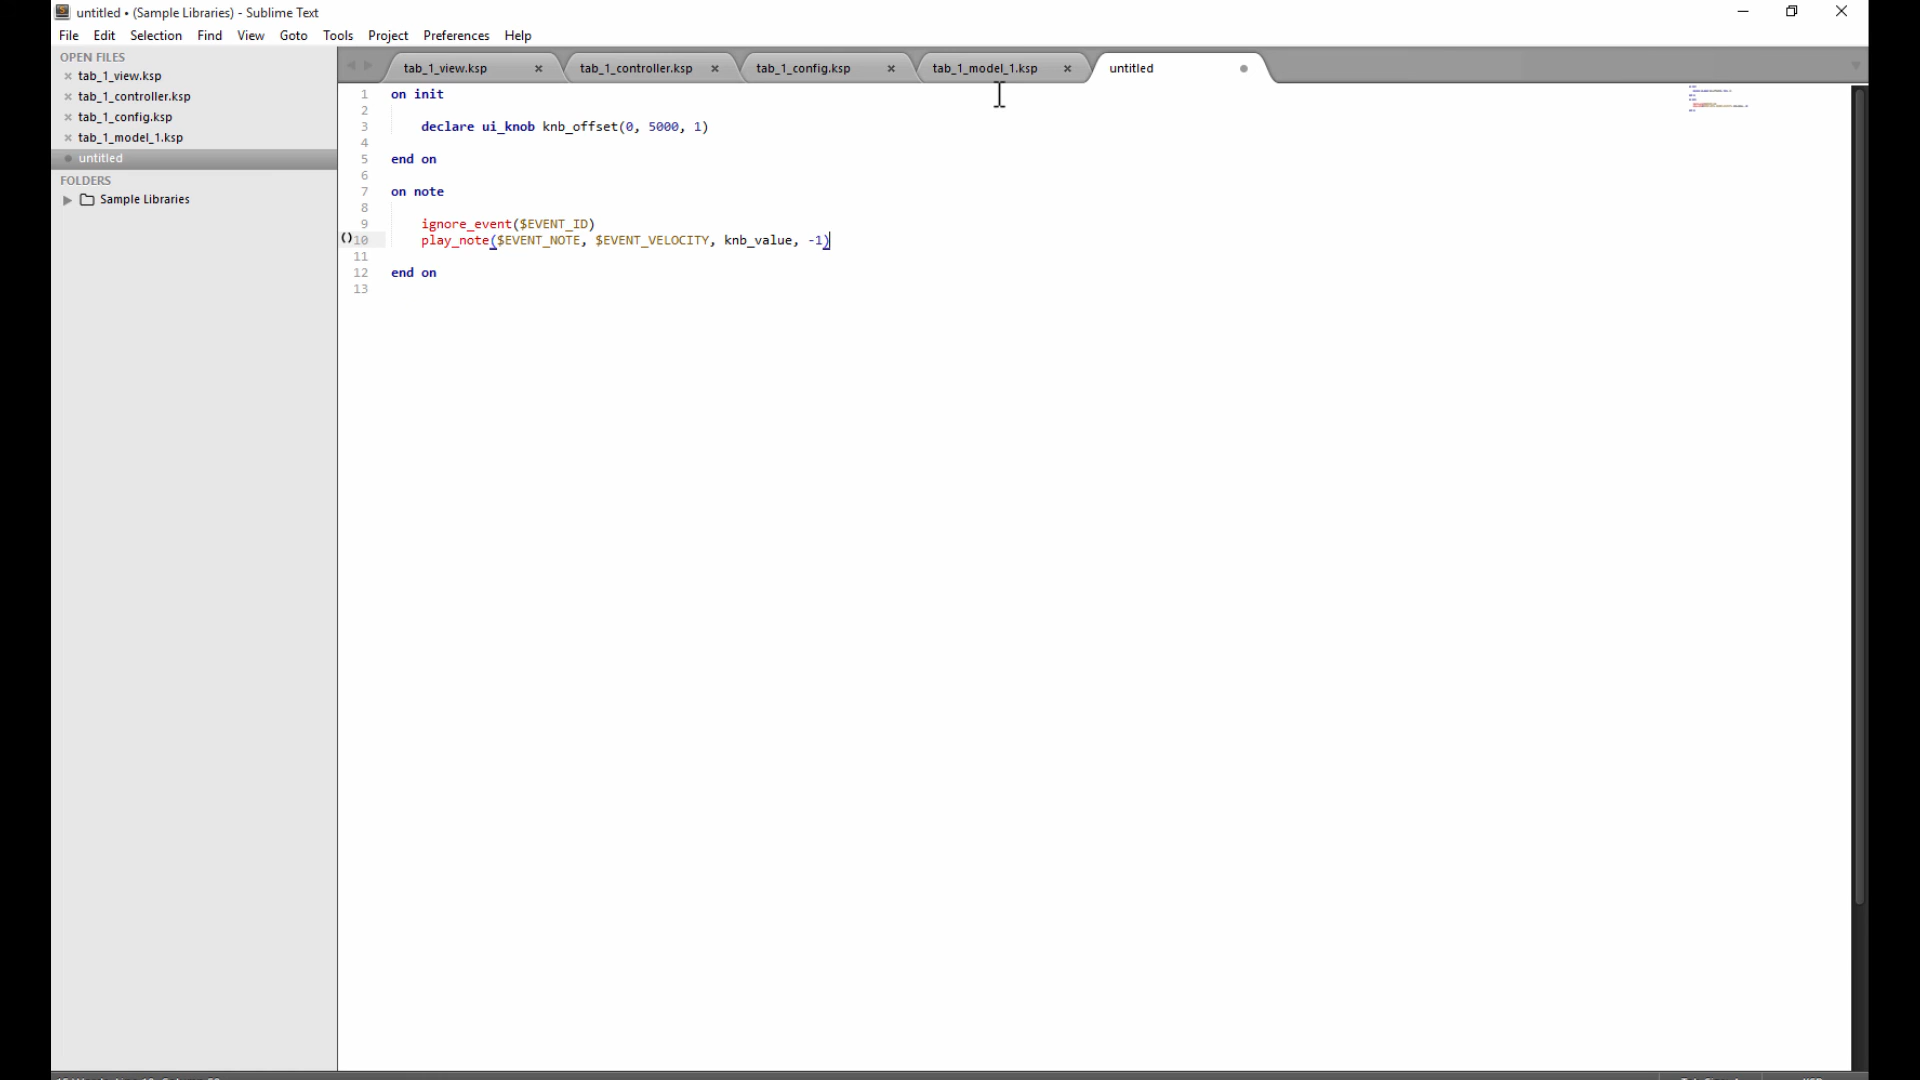 untitled • (Sample Libraries) - Sublime Text
File Edit Selection Find View Goto Tools Project Preferences Help
OPEN FILES
tab_1_view.ksp
tab_1_controller.ksp
tab_1_config.ksp
tab_1_model_1.ksp
untitled
FOLDERS
Sample Libraries
tab_1_view.ksp tab_1_controller.ksp tab_1_config.ksp tab_1_model_1.ksp untitled
1 on init
2
3 declare ui_knob knb_offset(0, 5000, 1)
4
5 end on
6
7 on note
8
9 ignore_event($EVENT_ID)
10 play_note($EVENT_NOTE, $EVENT_VELOCITY, knb_value, -1)
11
12 end on
13